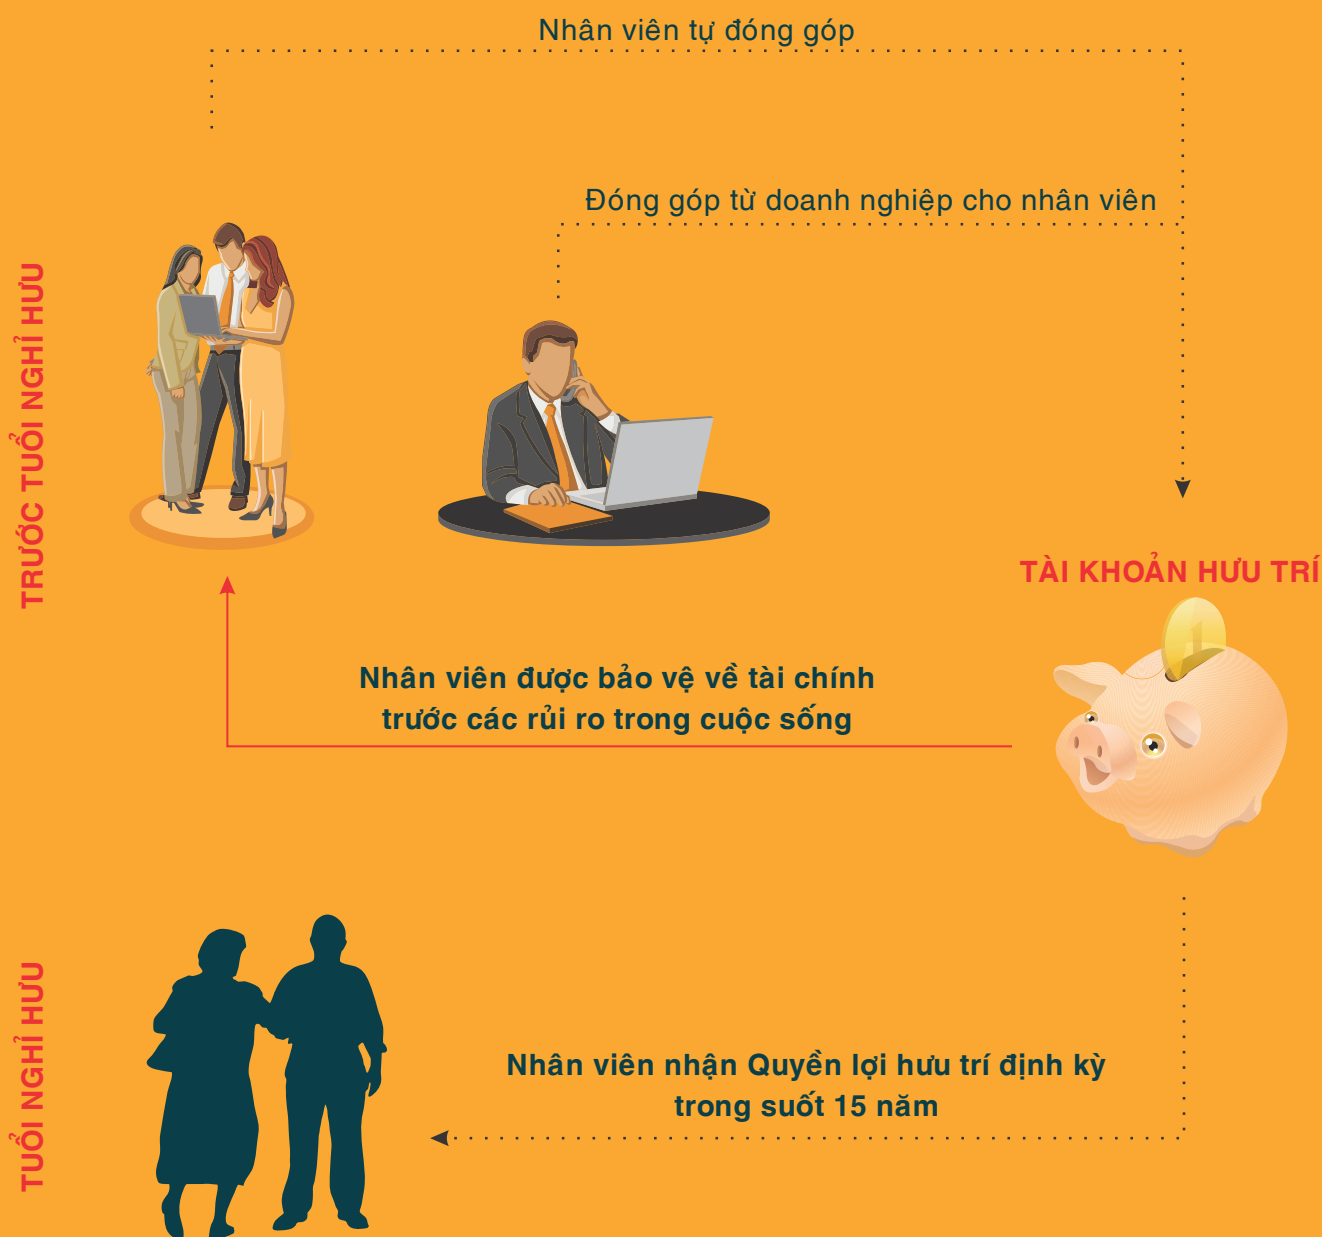 Nhân viên tự đóng góp
Đóng góp từ doanh nghiệp cho nhân viên
TRƯỚC TUỔI NGHỈ HƯU
TÀI KHOẢN HƯU TRÍ
1
Nhân viên được bảo vệ về tài chính
trước các rủi ro trong cuộc sống
TUỔI NGHỈ HƯU
Nhân viên nhận Quyền lợi hưu trí định kỳ
trong suốt 15 năm